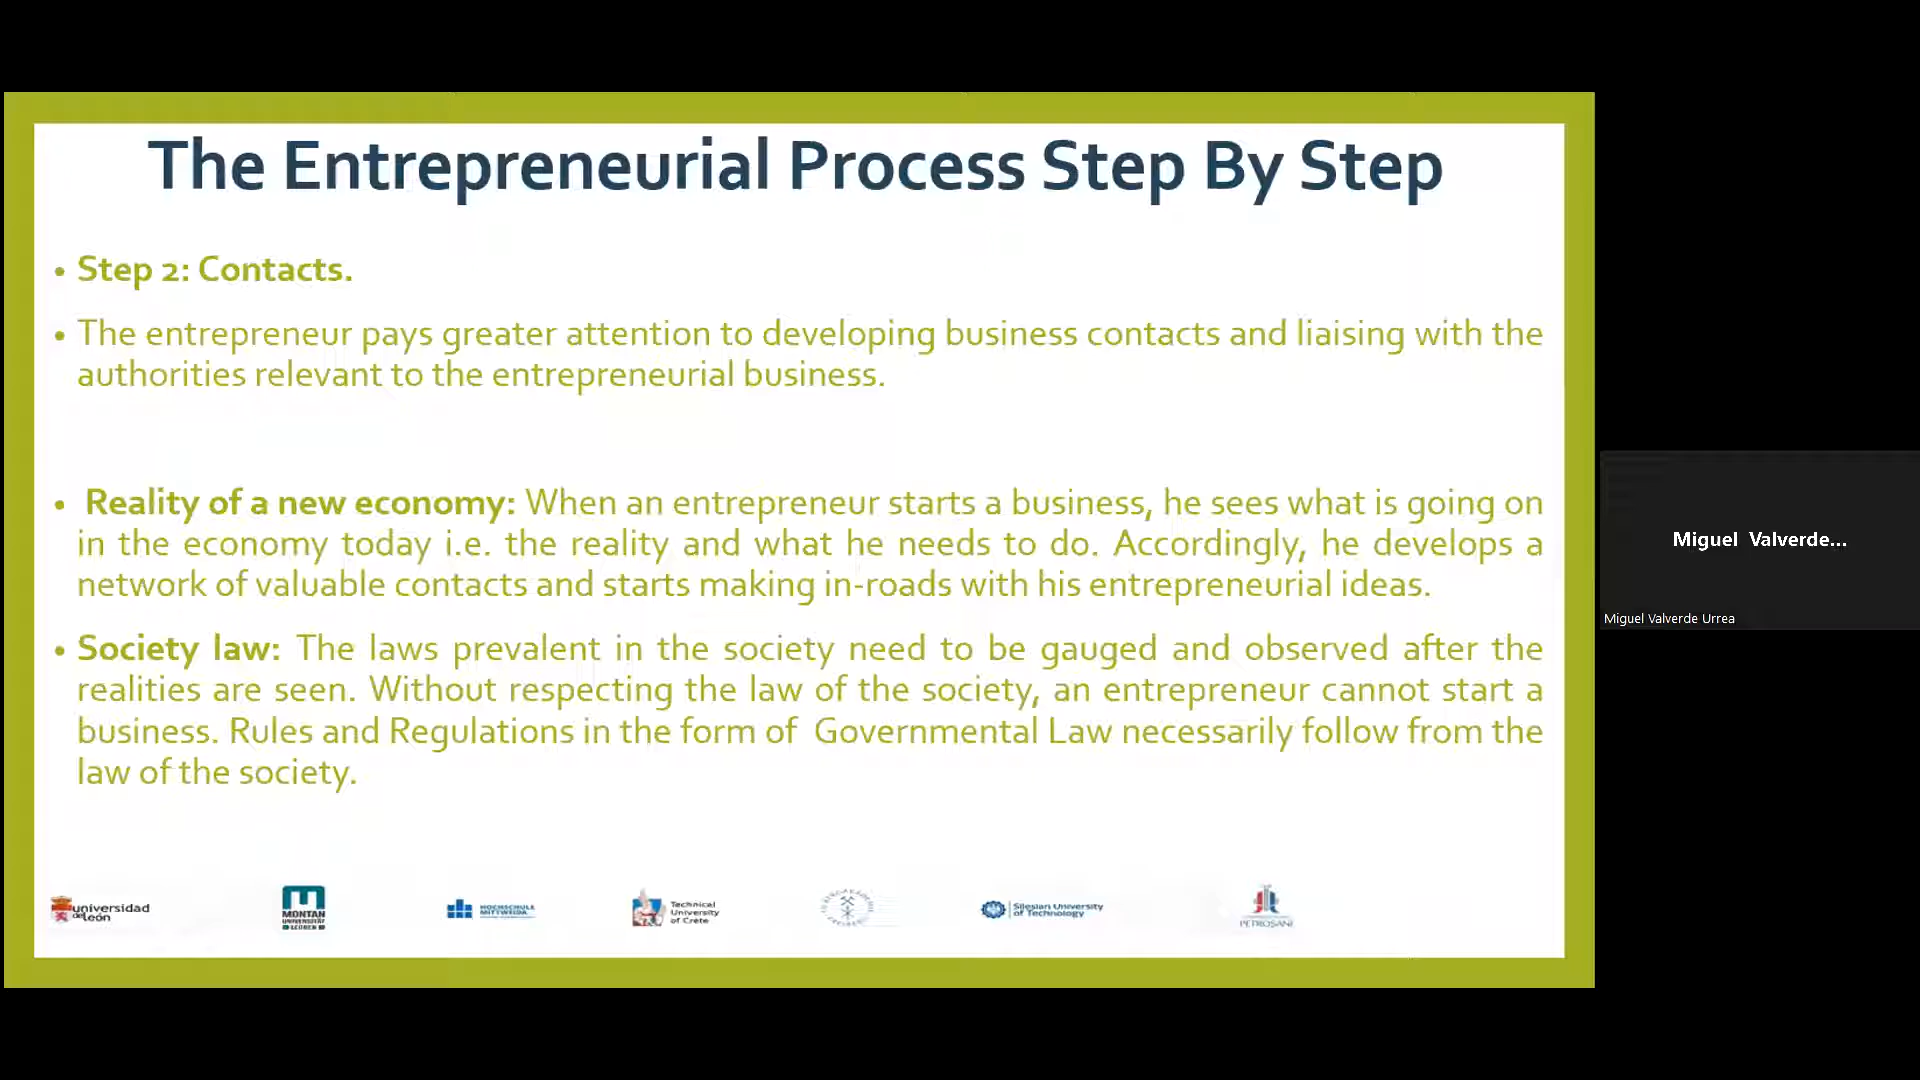 The Entrepreneurial Process Step By Step
• Step 2: Contacts.
• The entrepreneur pays greater attention to developing business contacts and liaising with the
authorities relevant to the entrepreneurial business.
• Reality of a new economy: When an entrepreneur starts a business, he sees what is going on
in the economy today i.e. the reality and what he needs to do. Accordingly, he develops a
network of valuable contacts and starts making in-roads with his entrepreneurial ideas.
• Society law: The laws prevalent in the society need to be gauged and observed after the
realities are seen. Without respecting the law of the society, an entrepreneur cannot start a
business. Rules and Regulations in the form of Governmental Law necessarily follow from the
law of the society.
universidad
de león
MONTAN
UNIVERSITÄT
LEOBEN
HOCHSCHULE
MITTWEIDA
Technical
University
of Crete
Silesian University
of Technology
PETROȘANI
Miguel Valverde...
Miguel Valverde Urrea